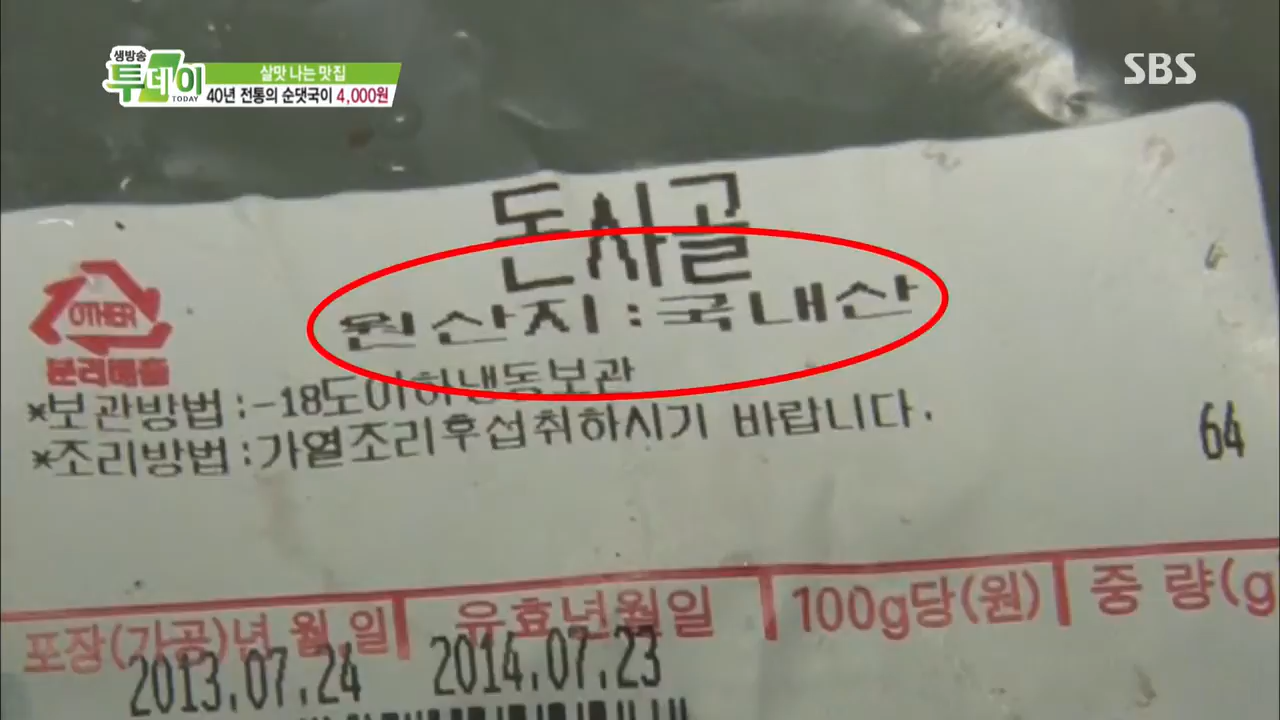 생방송
투데이
TODAY
살맛 나는 맛집
40년 전통의 순댓국이 4,000원
SBS
돈사골
원산지:국내산
OTHER
분리배출
*보관방법:-18도이하냉동보관
*조리방법:가열조리후섭취하시기 바랍니다.
64
포장(가공)년 월 일 유효년월일 100g당(원) 중 량(g
2013.07.24 2014.07.23